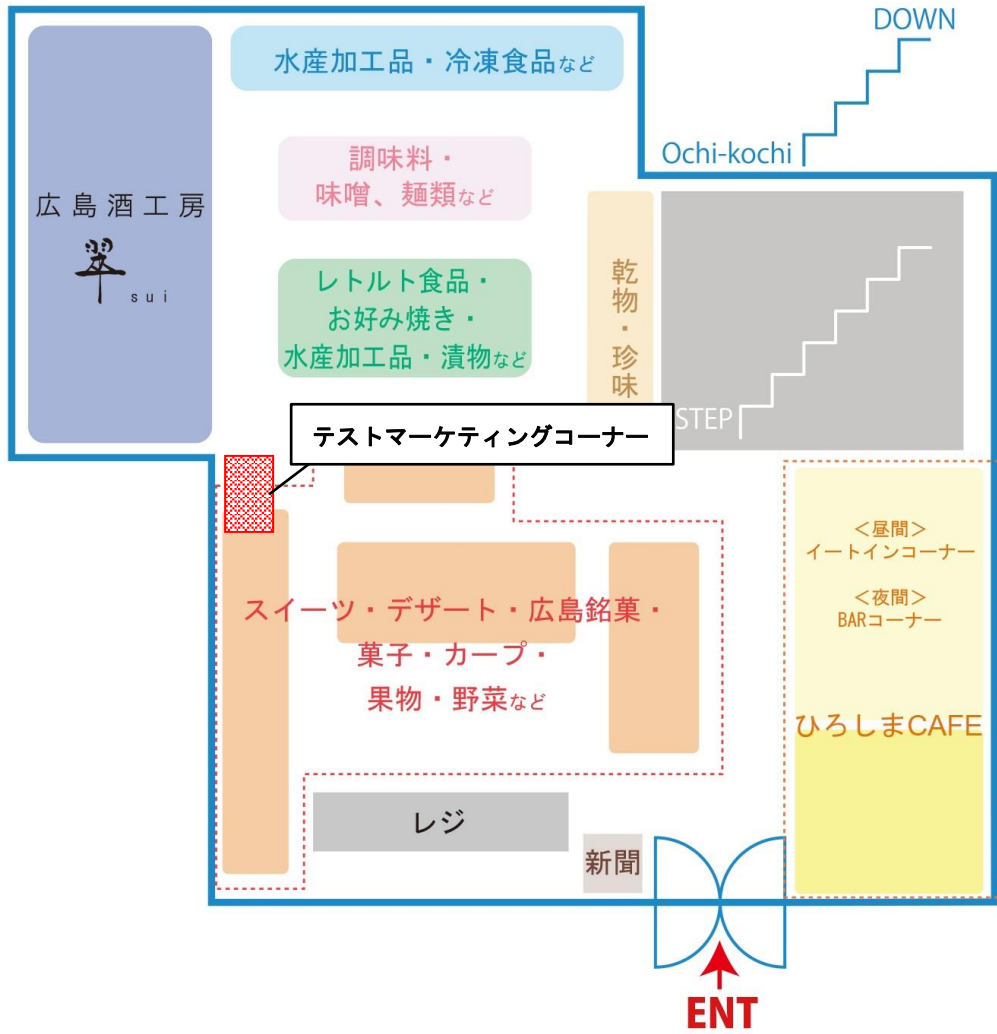 DOWN
水産加工品・冷凍食品など
Ochi-kochi
調味料・
味噌、麺類など
広島酒工房
翠
sui
乾物・珍味
レトルト食品・
お好み焼き・
水産加工品・漬物など
STEP
テストマーケティングコーナー
<昼間>
イートインコーナー
<夜間>
BARコーナー
スイーツ・デザート・広島銘菓・
菓子・カープ・
果物・野菜など
ひろしまCAFE
レジ
新聞
ENT